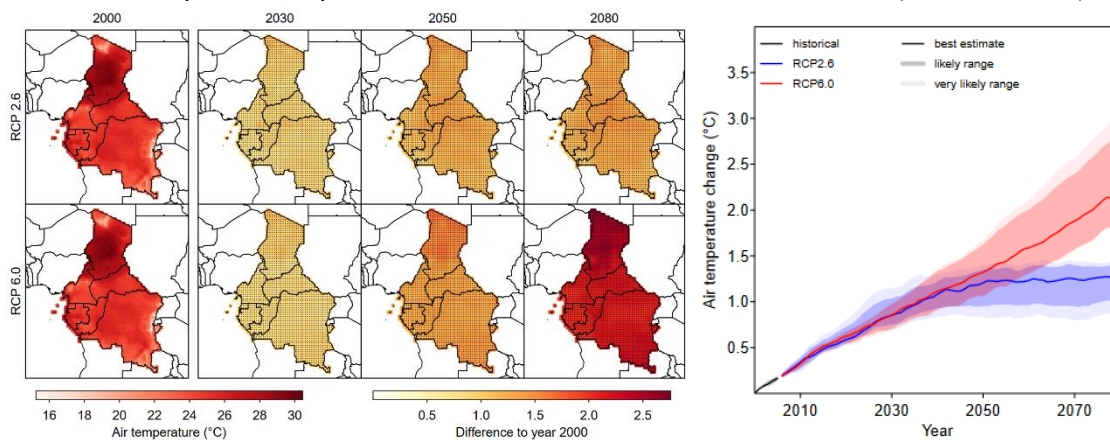 2000 2030 2050 2080
RCP 2.6
RCP 6.0
16 18 20 22 24 26 28 30
Air temperature (°C)
0.5 1.0 1.5 2.0 2.5
Difference to year 2000
historical best estimate
RCP2.6 likely range
RCP6.0 very likely range
Air temperature change (°C)
3.5
3.0
2.5
2.0
1.5
1.0
0.5
2010 2030 2050 2070
Year